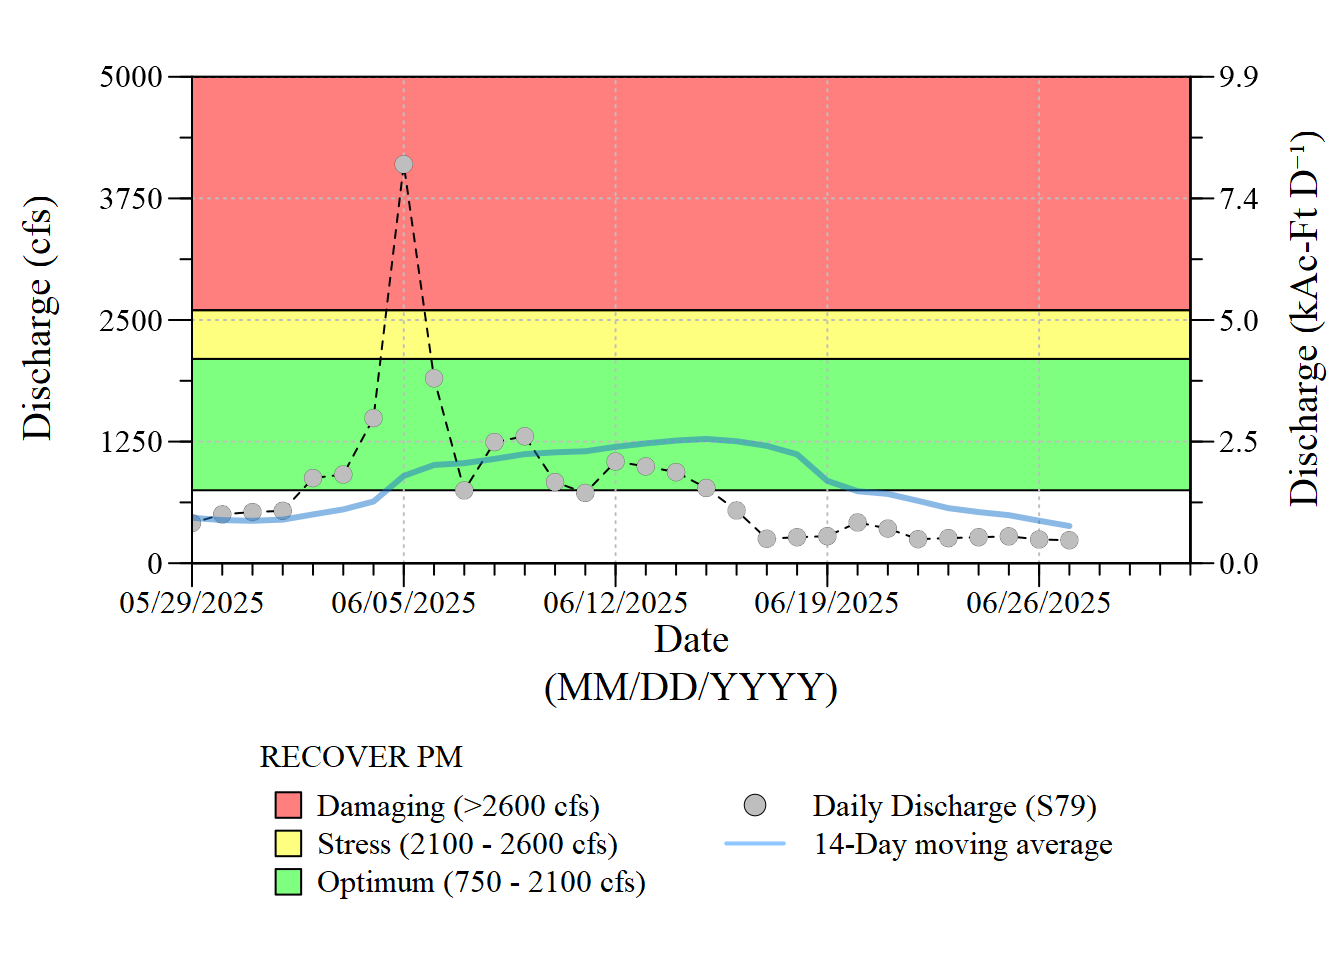 5000
3750
2500
1250
0
Discharge (cfs)
9.9
7.4
5.0
2.5
0.0
Discharge (kAc-Ft D⁻¹)
05/29/2025 06/05/2025 06/12/2025 06/19/2025 06/26/2025
Date
(MM/DD/YYYY)
RECOVER PM
Damaging (>2600 cfs)
Stress (2100 - 2600 cfs)
Optimum (750 - 2100 cfs)
Daily Discharge (S79)
14-Day moving average